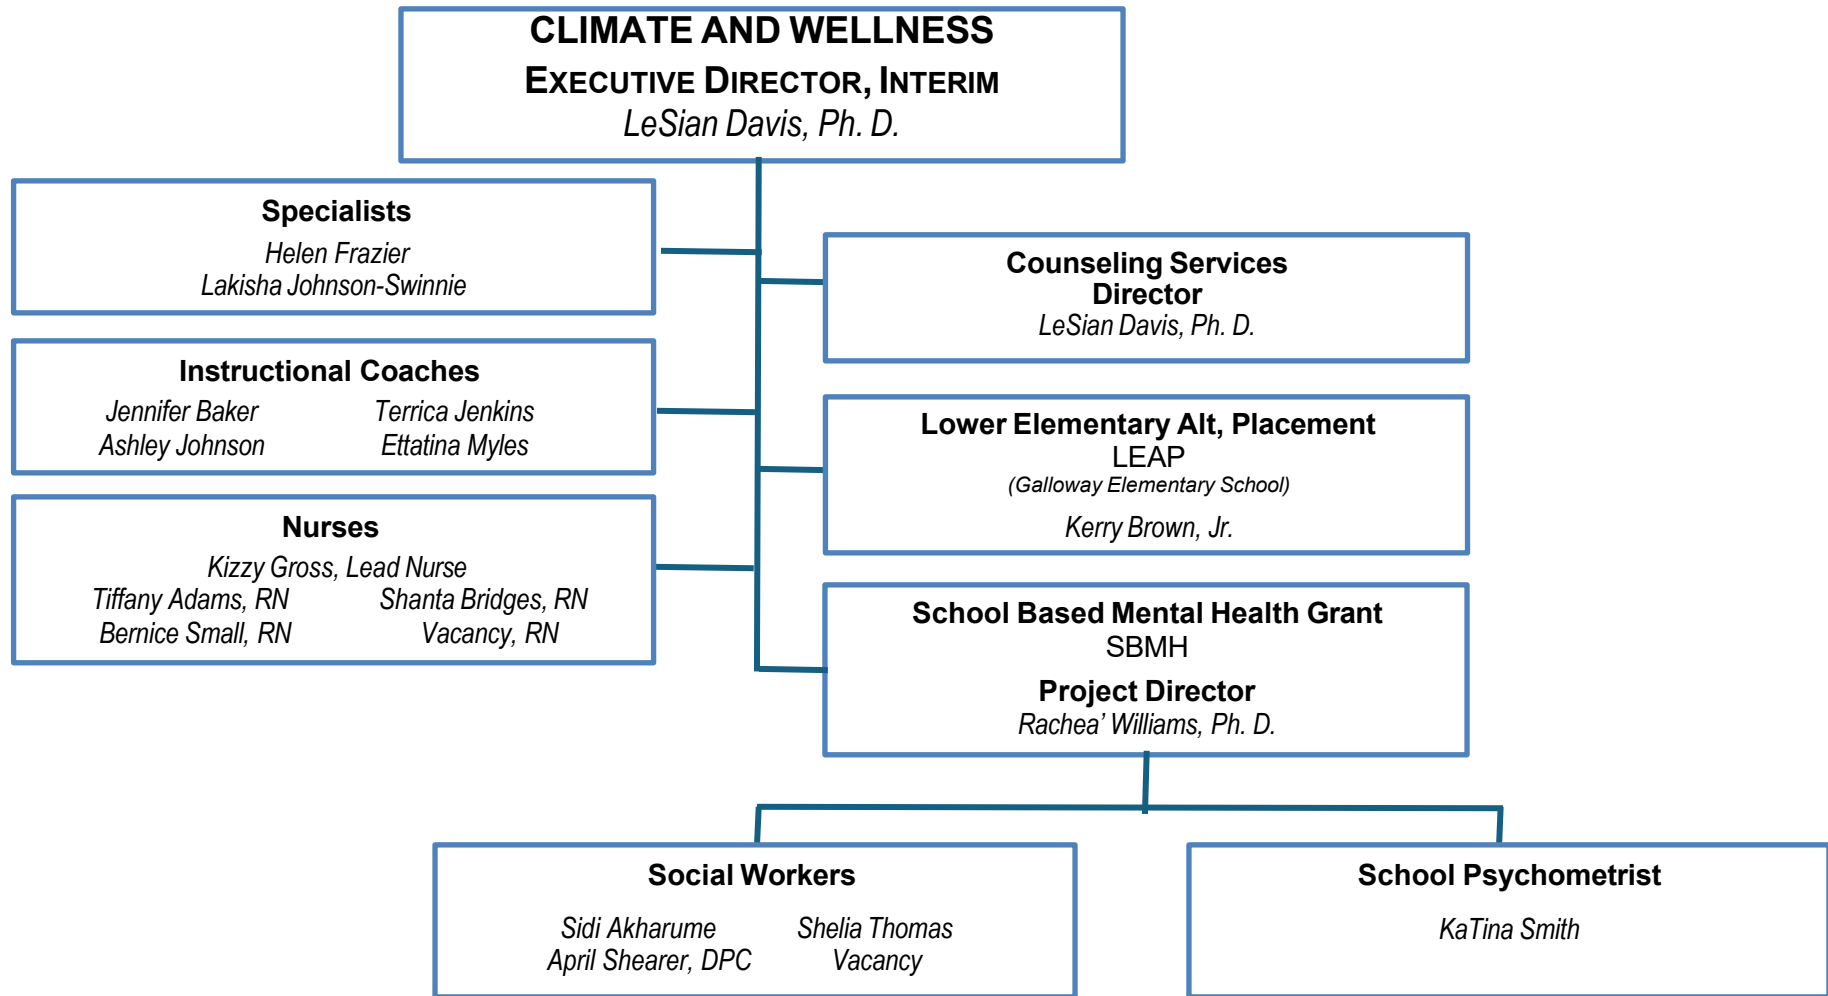 CLIMATE AND WELLNESS
EXECUTIVE DIRECTOR, INTERIM
LeSian Davis, Ph. D.
Specialists
Helen Frazier
Lakisha Johnson-Swinnie
Counseling Services
Director
LeSian Davis, Ph. D.
Instructional Coaches
Jennifer Baker Terrica Jenkins
Ashley Johnson Ettatina Myles
Lower Elementary Alt, Placement
LEAP
(Galloway Elementary School)
Kerry Brown, Jr.
Nurses
Kizzy Gross, Lead Nurse
Tiffany Adams, RN Shanta Bridges, RN
Bernice Small, RN Vacancy, RN
School Based Mental Health Grant
SBMH
Project Director
Rachea’ Williams, Ph. D.
Social Workers
Sidi Akharume Shelia Thomas
April Shearer, DPC Vacancy
School Psychometrist
KaTina Smith